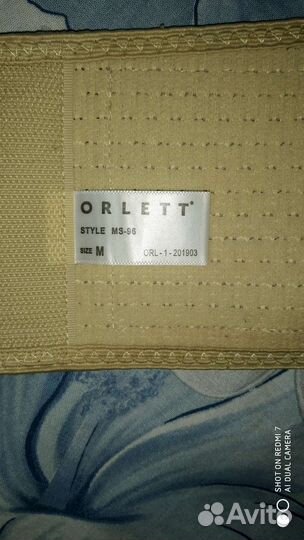 ORLETT®
STYLE MS-96
SIZE M ORL-1-201903
SHOT ON REDMI 7
AI DUAL CAMERA
Avito